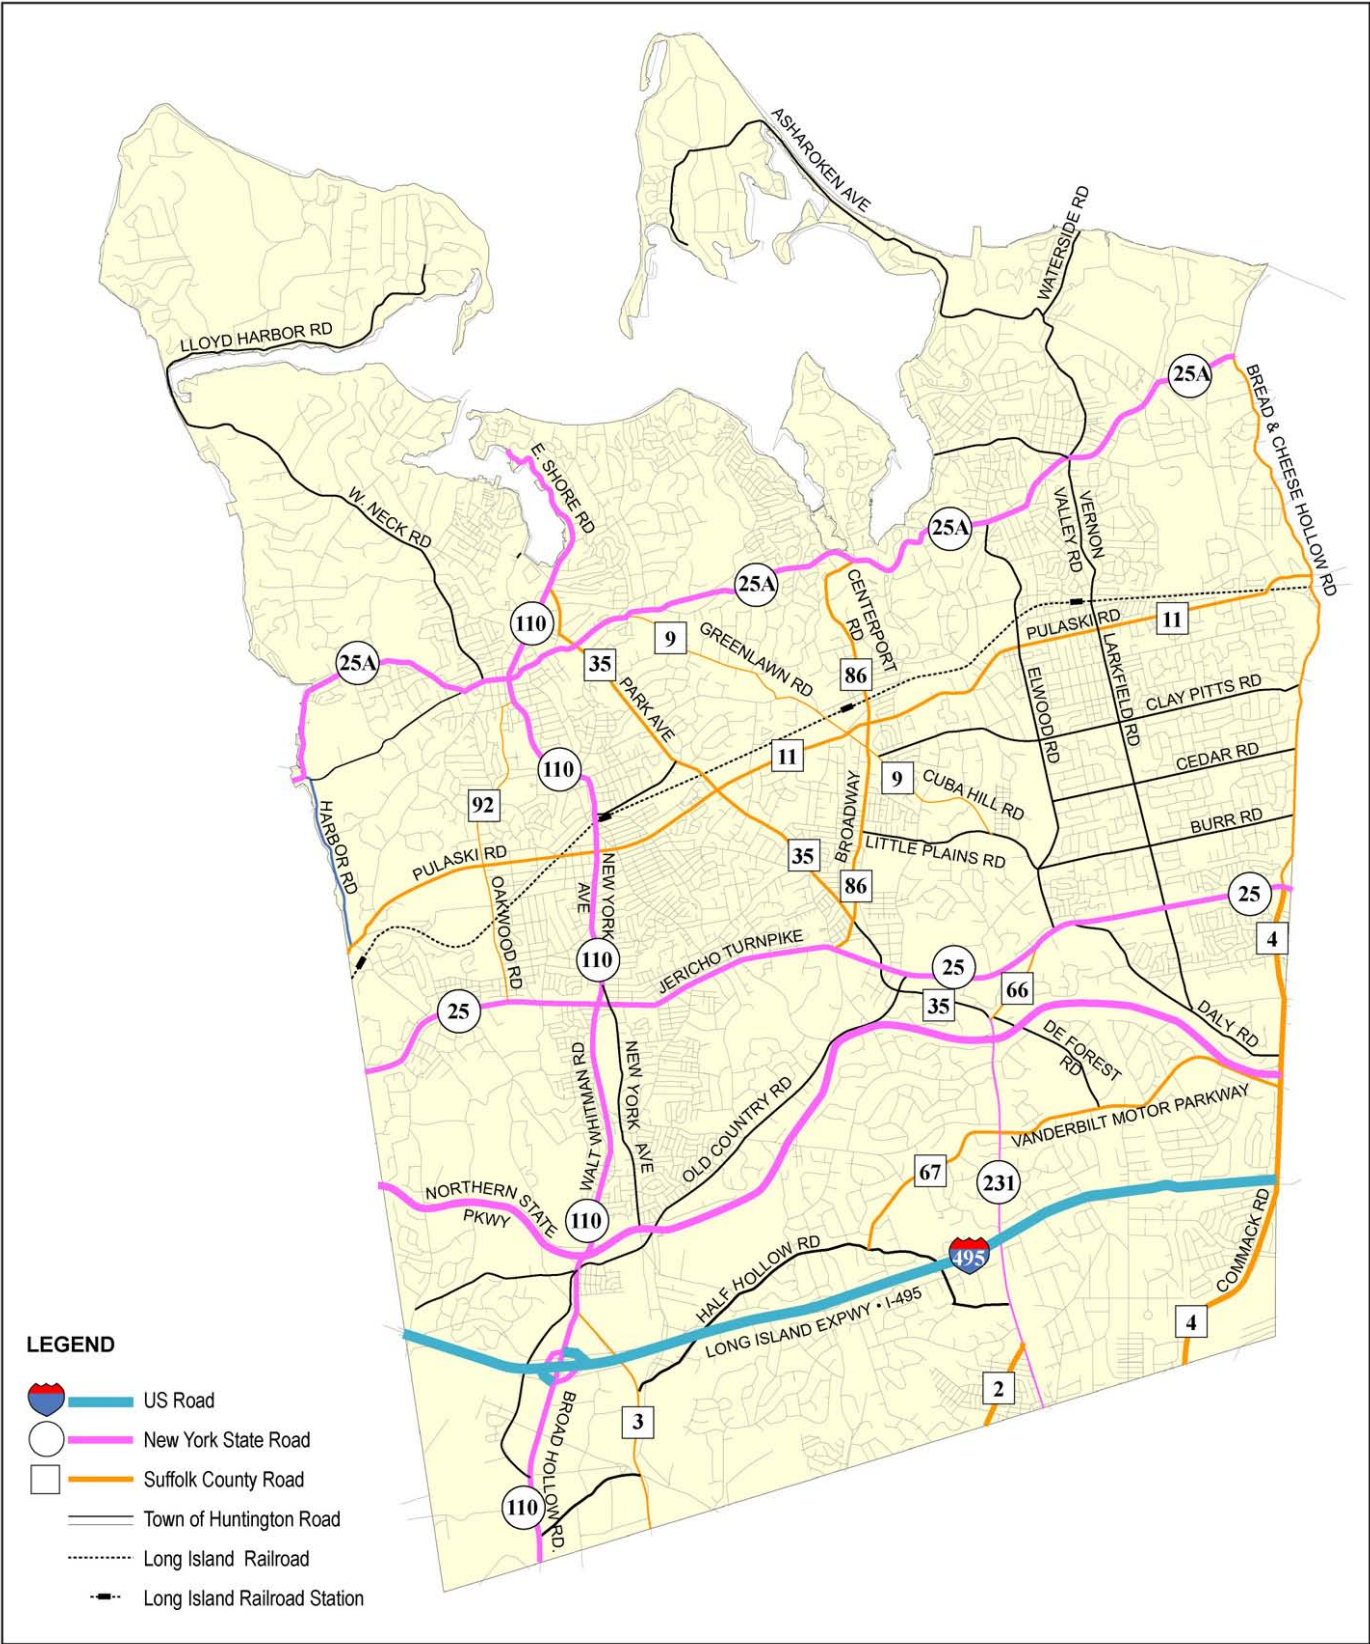 ASHAROKEN AVE
WATERSIDE RD
LLOYD HARBOR RD
25A
BREAD & CHEESE HOLLOW RD
E. SHORE RD
W. NECK RD
25A
VERNON
VALLEY RD
25A
CENTERPORT
RD
110
9
GREENLAWN RD
PULASKI RD
11
25A
35
PARK AVE
86
ELWOOD RD
LARKFIELD RD
CLAY PITTS RD
110
11
9
CUBA HILL RD
CEDAR RD
92
HARBOR RD
BROADWAY
BURR RD
PULASKI RD
35
LITTLE PLAINS RD
86
25
OAKWOOD RD
NEW YORK
AVE
110
JERICHO TURNPIKE
25
4
25
35
66
DALY RD
DE FOREST
RD
WALT WHITMAN RD
NEW YORK AVE
OLD COUNTRY RD
VANDERBILT MOTOR PARKWAY
67
231
NORTHERN STATE
PKWY
110
HALF HOLLOW RD
495
COMMACK RD
LONG ISLAND EXPWY • I-495
4
2
3
BROAD HOLLOW RD.
110
LEGEND
US Road
New York State Road
Suffolk County Road
Town of Huntington Road
Long Island Railroad
Long Island Railroad Station